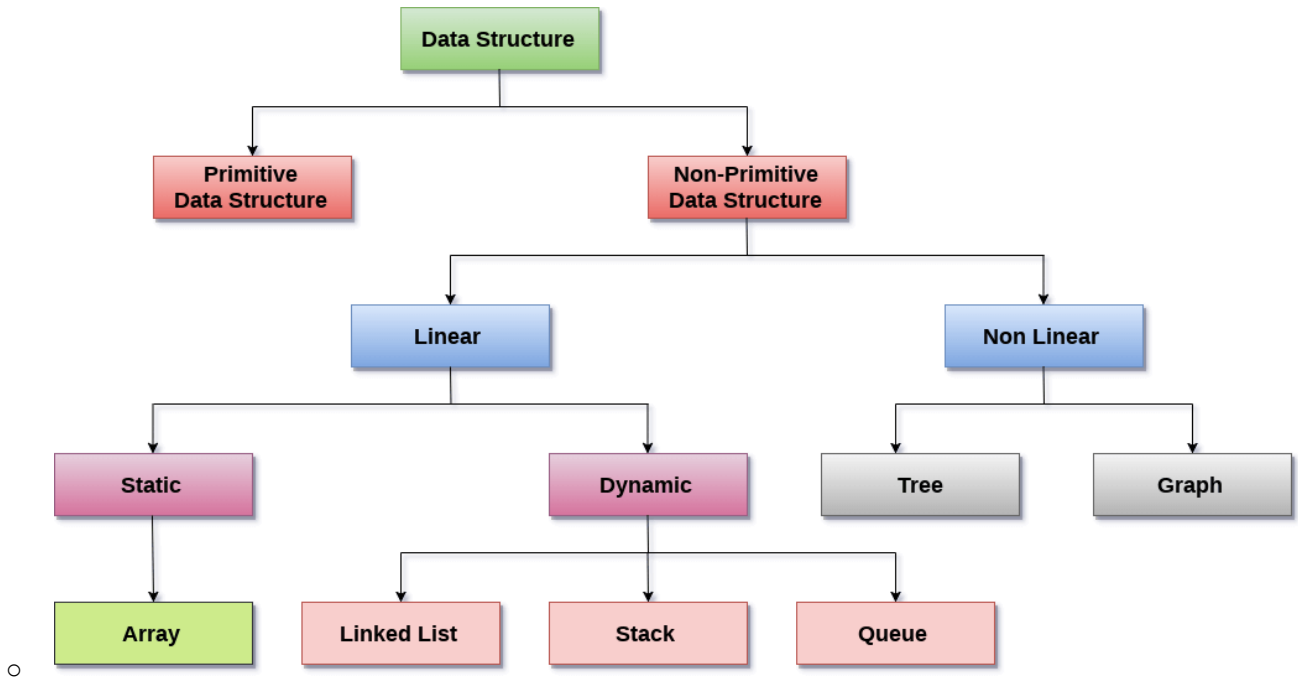 Data Structure
Primitive
Data Structure
Non-Primitive
Data Structure
Linear
Non Linear
Static
Dynamic
Tree
Graph
Array
Linked List
Stack
Queue